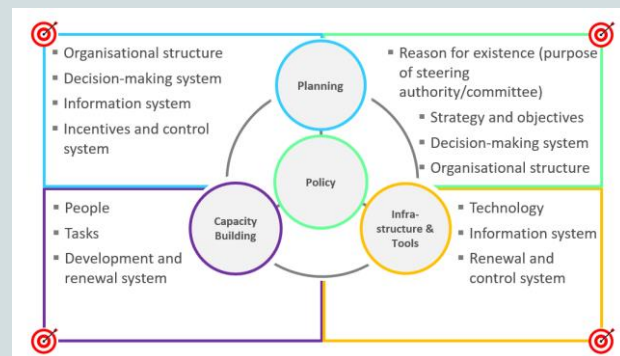 Organisational structure
Decision-making system
Information system
Incentives and control
system
Planning
Reason for existence (purpose
of steering
authority/committee)
Strategy and objectives
Decision-making system
Organisational structure
Policy
People
Tasks
Development and
renewal system
Capacity
Building
Infra-
structure &
Tools
Technology
Information system
Renewal and
control system